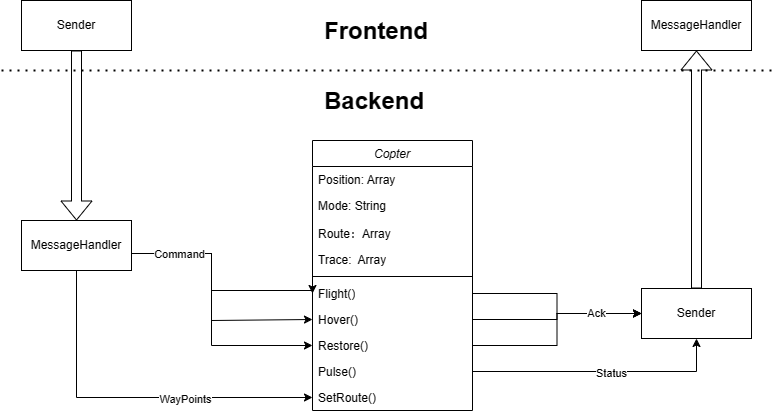 Sender
Frontend
MessageHandler
Backend
Copter
Position: Array
Mode: String
Route：Array
Trace: Array
MessageHandler
Command
Flight()
Hover()
Restore()
Pulse()
SetRoute()
WayPoints
Ack
Sender
Status